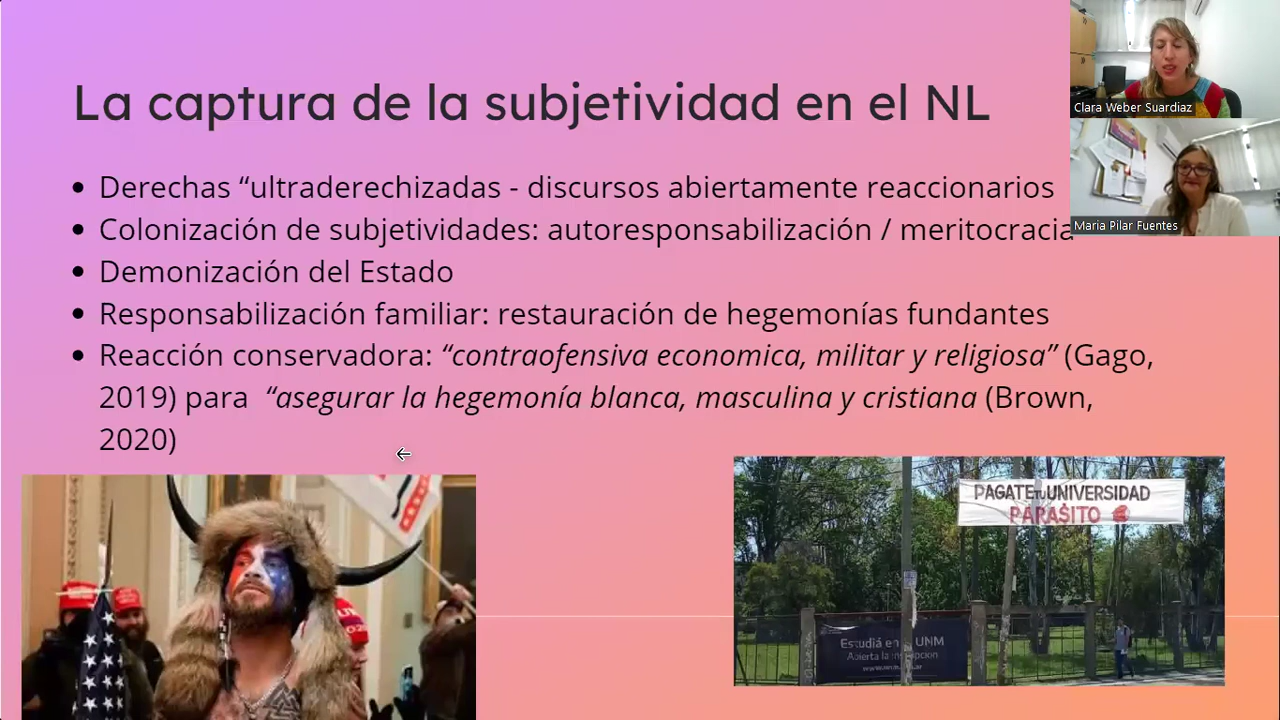 La captura de la subjetividad en el NL
Clara Weber Suardiaz
Maria Pilar Fuentes
• Derechas “ultraderechizadas - discursos abiertamente reaccionarios
• Colonización de subjetividades: autoresponsabilización / meritocracia
• Demonización del Estado
• Responsabilización familiar: restauración de hegemonías fundantes
• Reacción conservadora: “contraofensiva economica, militar y religiosa” (Gago,
2019) para “asegurar la hegemonía blanca, masculina y cristiana (Brown,
2020)
PAGATE TU UNIVERSIDAD
PARASITO
Estudiá en UNM
Abierta la